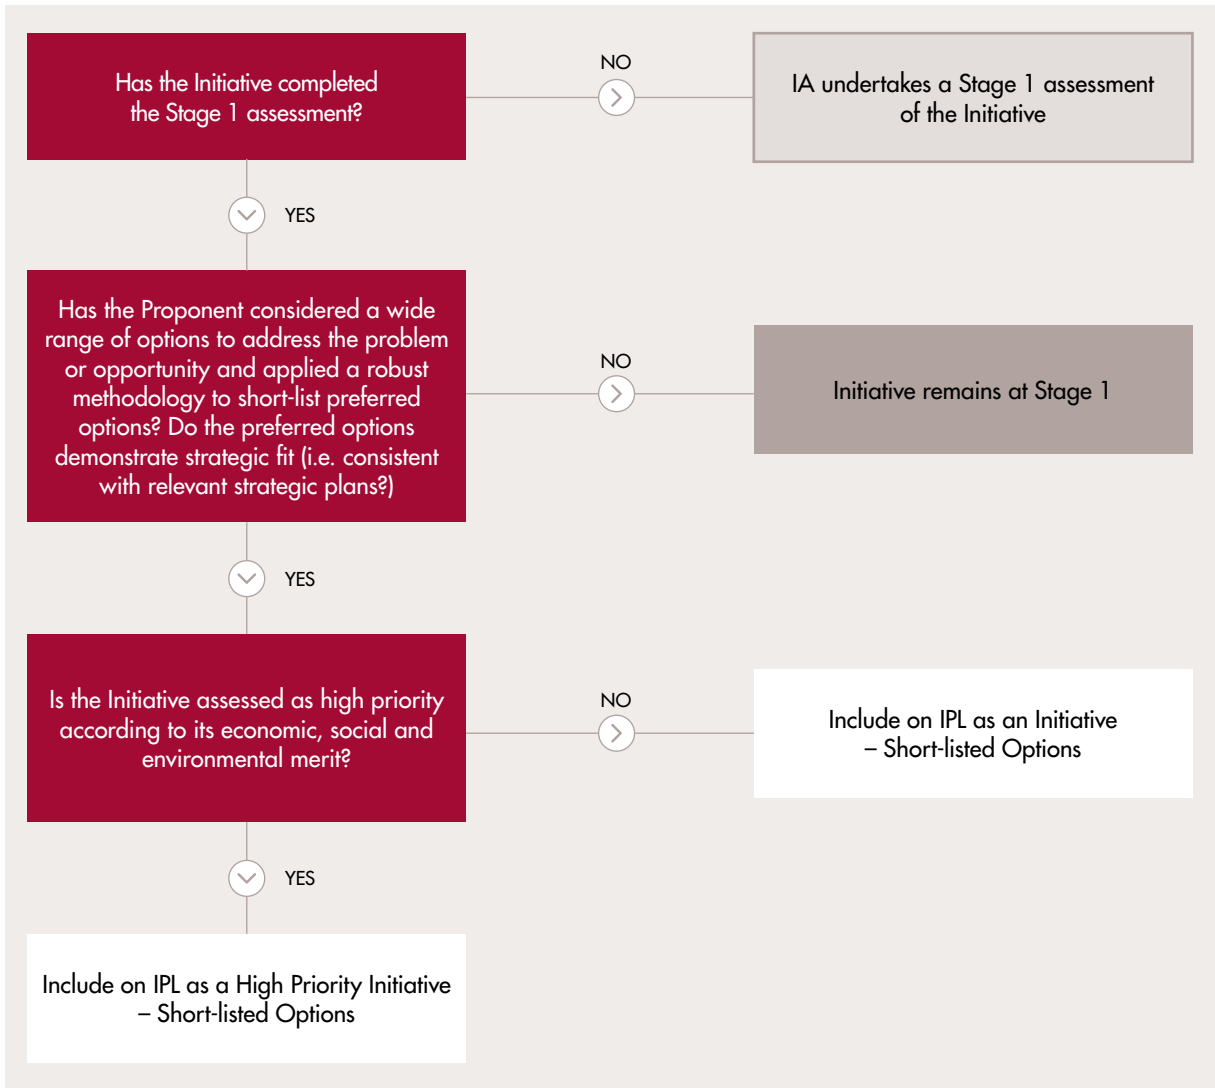 Has the Initiative completed
the Stage 1 assessment?
NO
IA undertakes a Stage 1 assessment
of the Initiative
YES
Has the Proponent considered a wide
range of options to address the problem
or opportunity and applied a robust
methodology to short-list preferred
options? Do the preferred options
demonstrate strategic fit (i.e. consistent
with relevant strategic plans?)
NO
Initiative remains at Stage 1
YES
Is the Initiative assessed as high priority
according to its economic, social and
environmental merit?
NO
Include on IPL as an Initiative
– Short-listed Options
YES
Include on IPL as a High Priority Initiative
– Short-listed Options